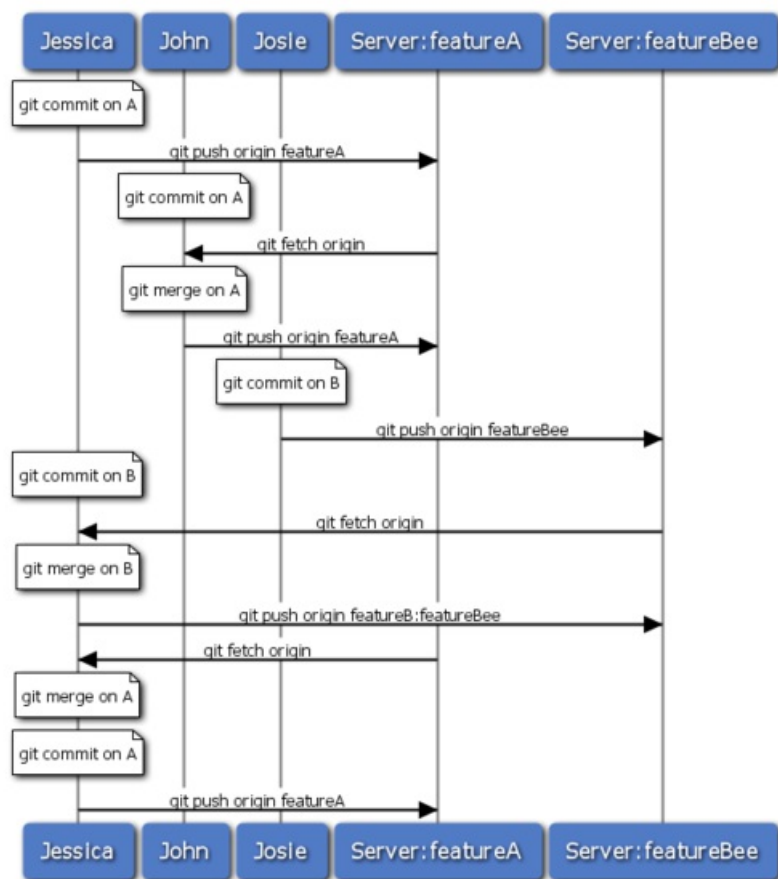 Jessica John Josie Server:featureA Server:featureBee
git commit on A
git push origin featureA
git commit on A
git fetch origin
git merge on A
git push origin featureA
git commit on B
git push origin featureBee
git commit on B
git fetch origin
git merge on B
git push origin featureB:featureBee
git fetch origin
git merge on A
git commit on A
git push origin featureA
Jessica John Josie Server:featureA Server:featureBee